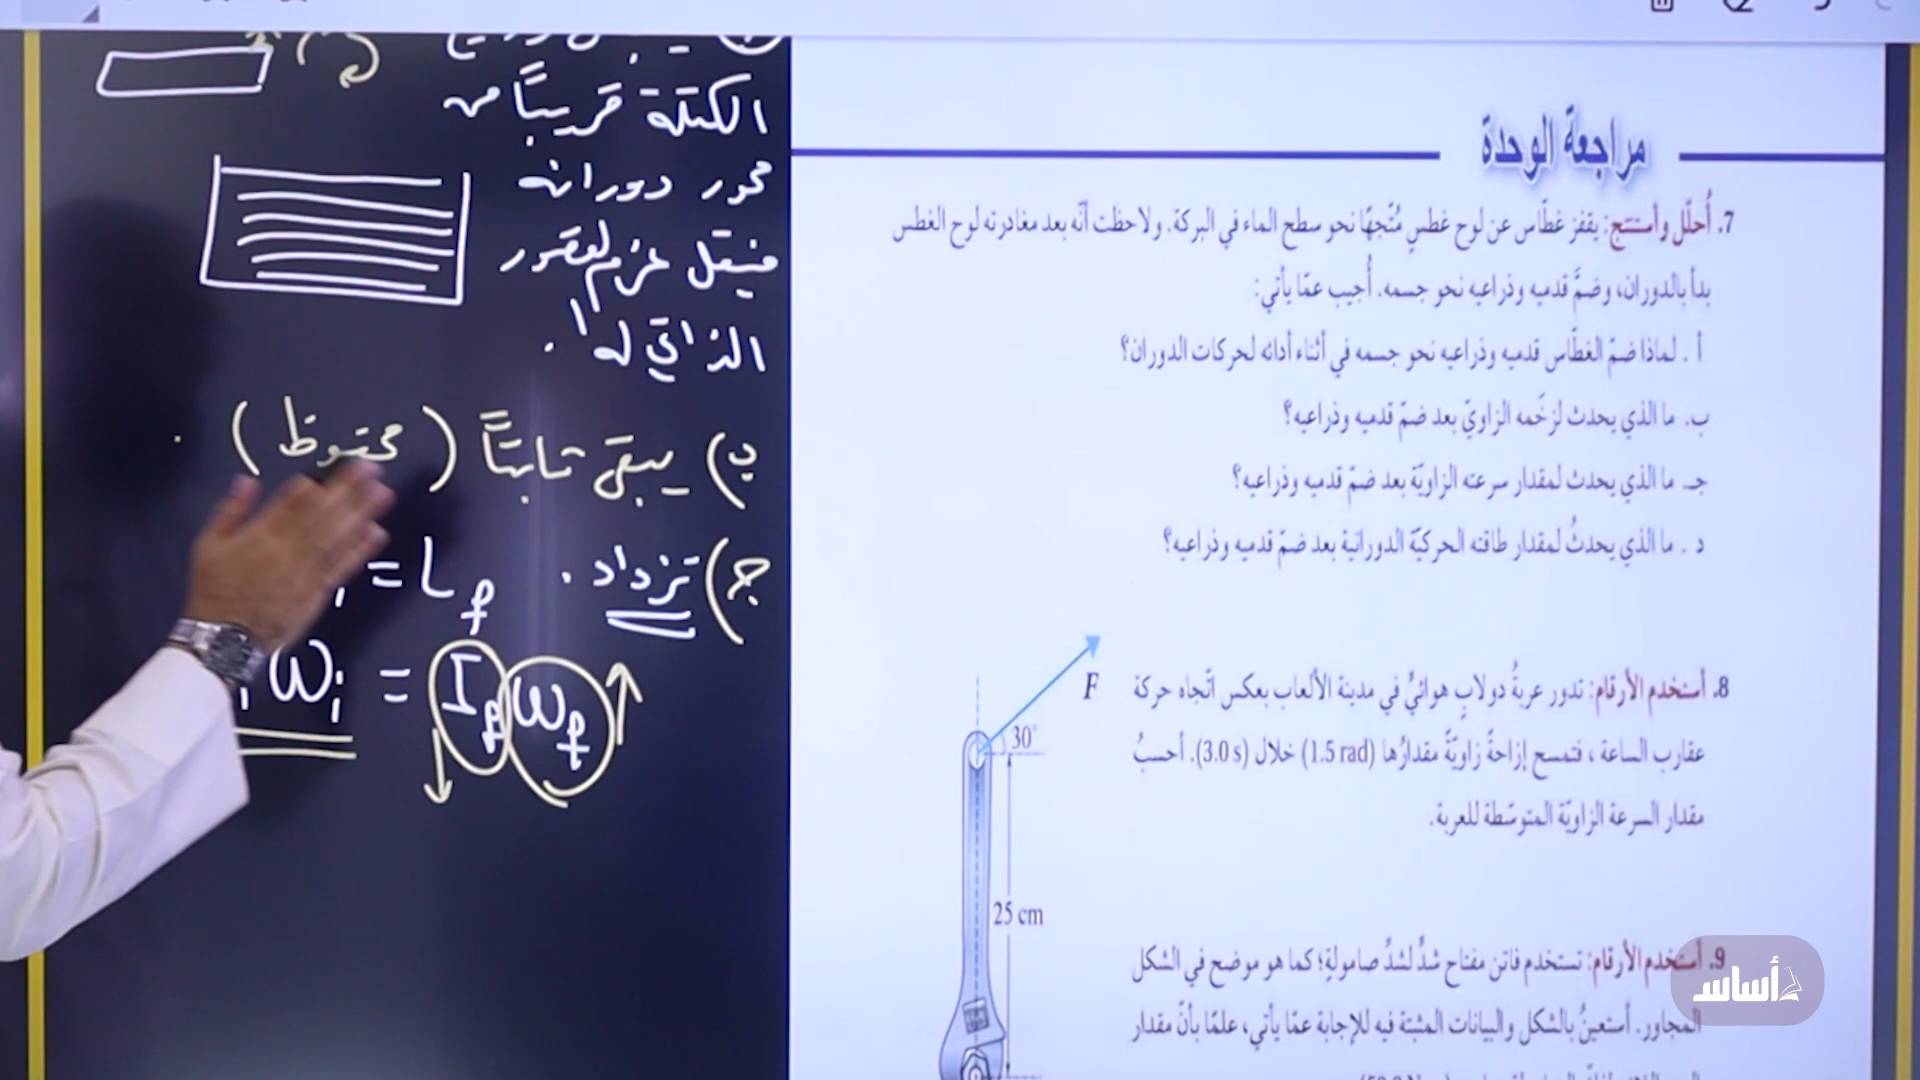 الكتلة قريبًا من
محور دورانه
فيقل عزم القصور
الذاتي له.
ب) يبقى ثابتًا (محفوظ).
ج) تزداد.
= L_f
ω_i = I_f ω_f
مراجعة الوحدة
7. أُحلّل وأستنتج: يقفز غطّاس عن لوح غطسٍ مُتّجهًا نحو سطح الماء في البركة. ولاحظت أنّه بعد مغادرته لوح الغطس
بدأ بالدوران، وضمَّ قدميه وذراعيه نحو جسمه. أُجيب عمّا يأتي:
أ . لماذا ضمّ الغطّاس قدميه وذراعيه نحو جسمه في أثناء أدائه لحركات الدوران؟
ب. ما الذي يحدث لزخَمه الزاويّ بعد ضمّ قدميه وذراعيه؟
جـ. ما الذي يحدث لمقدار سرعته الزاويّة بعد ضمّ قدميه وذراعيه؟
د . ما الذي يحدثُ لمقدار طاقته الحركيّة الدورانية بعد ضمّ قدميه وذراعيه؟
8. أستخدم الأرقام: تدور عربةُ دولابٍ هوائيٍّ في مدينة الألعاب بعكس اتّجاه حركة
عقارب الساعة ، فتمسح إزاحةً زاويّةً مقدارُها (1.5 rad) خلال (3.0 s). أحسبُ
مقدار السرعة الزاويّة المتوسّطة للعربة.
F
30°
25 cm
9. أستخدم الأرقام: تستخدم فاتن مفتاح شدٍّ لشدِّ صامولةٍ؛ كما هو موضح في الشكل
المجاور. أستعينُ بالشكل والبيانات المثبتة فيه للإجابة عمّا يأتي، علمًا بأنّ مقدار
أساس